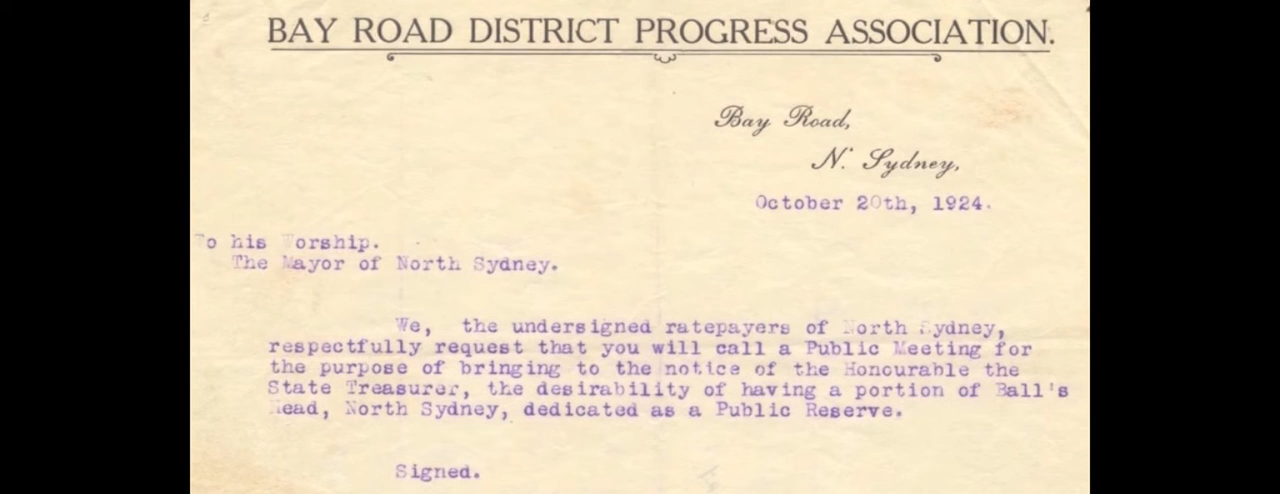 BAY ROAD DISTRICT PROGRESS ASSOCIATION.
Bay Road,
N. Sydney,
October 20th, 1924.
To his Worship.
The Mayor of North Sydney.
We, the undersigned ratepayers of North Sydney,
respectfully request that you will call a Public Meeting for
the purpose of bringing to the notice of the Honourable the
State Treasurer, the desirability of having a portion of Ball's
Head, North Sydney, dedicated as a Public Reserve.
Signed.